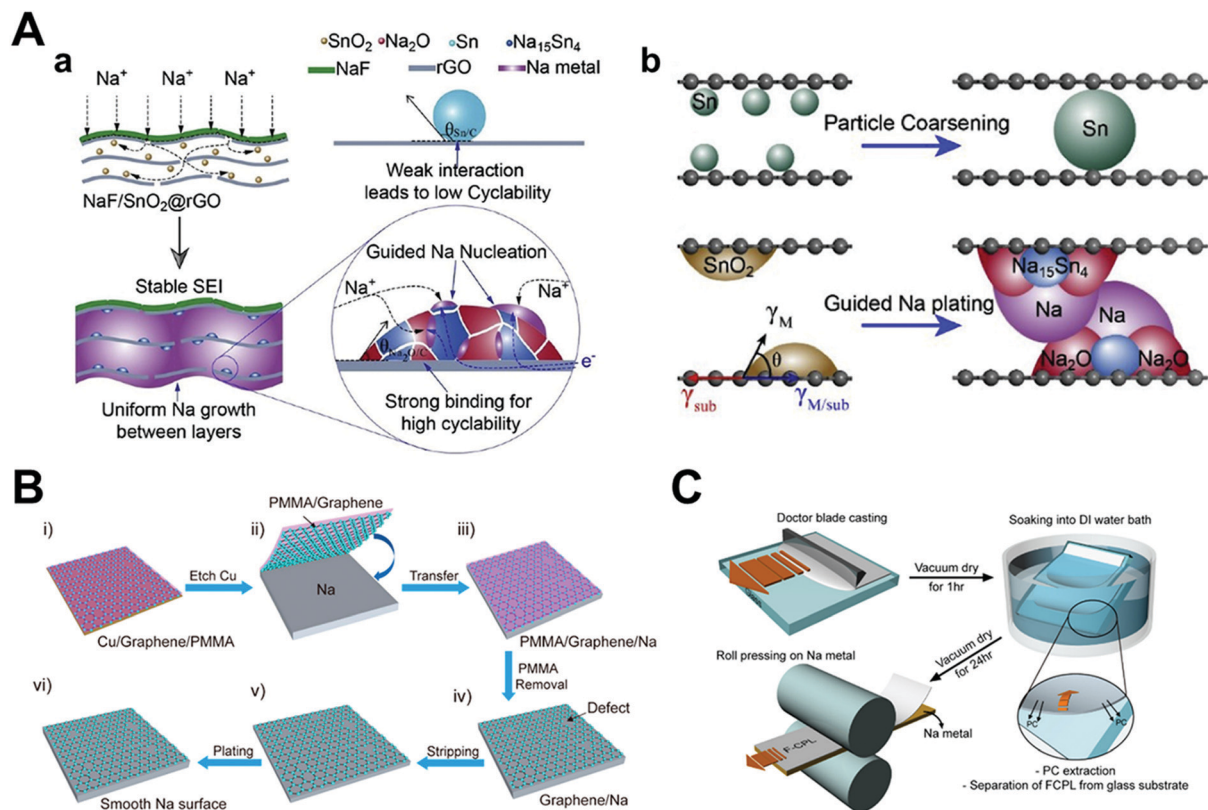 A
a
SnO2
Na2O
Sn
Na15Sn4
NaF
rGO
Na metal
Na+ Na+ Na+
NaF/SnO2@rGO
θSn/C
Weak interaction
leads to low Cyclability
Stable SEI
Uniform Na growth
between layers
Guided Na Nucleation
Na+
Na+
θNa2O/C
e-
Strong binding for
high cyclability
b
Sn
Particle Coarsening
Sn
SnO2
Guided Na plating
γM
θ
γsub
γM/sub
Na15Sn4
Na
Na
Na2O
Na2O
B
i)
Cu/Graphene/PMMA
Etch Cu
ii)
PMMA/Graphene
Na
Transfer
iii)
PMMA/Graphene/Na
PMMA
Removal
iv)
Defect
Graphene/Na
Stripping
v)
Plating
vi)
Smooth Na surface
C
Doctor blade casting
Vacuum dry
for 1hr
Soaking into DI water bath
Vacuum dry
for 24hr
Roll pressing on Na metal
F-CPL
Na metal
PC
PC
- PC extraction
- Separation of FCPL from glass substrate